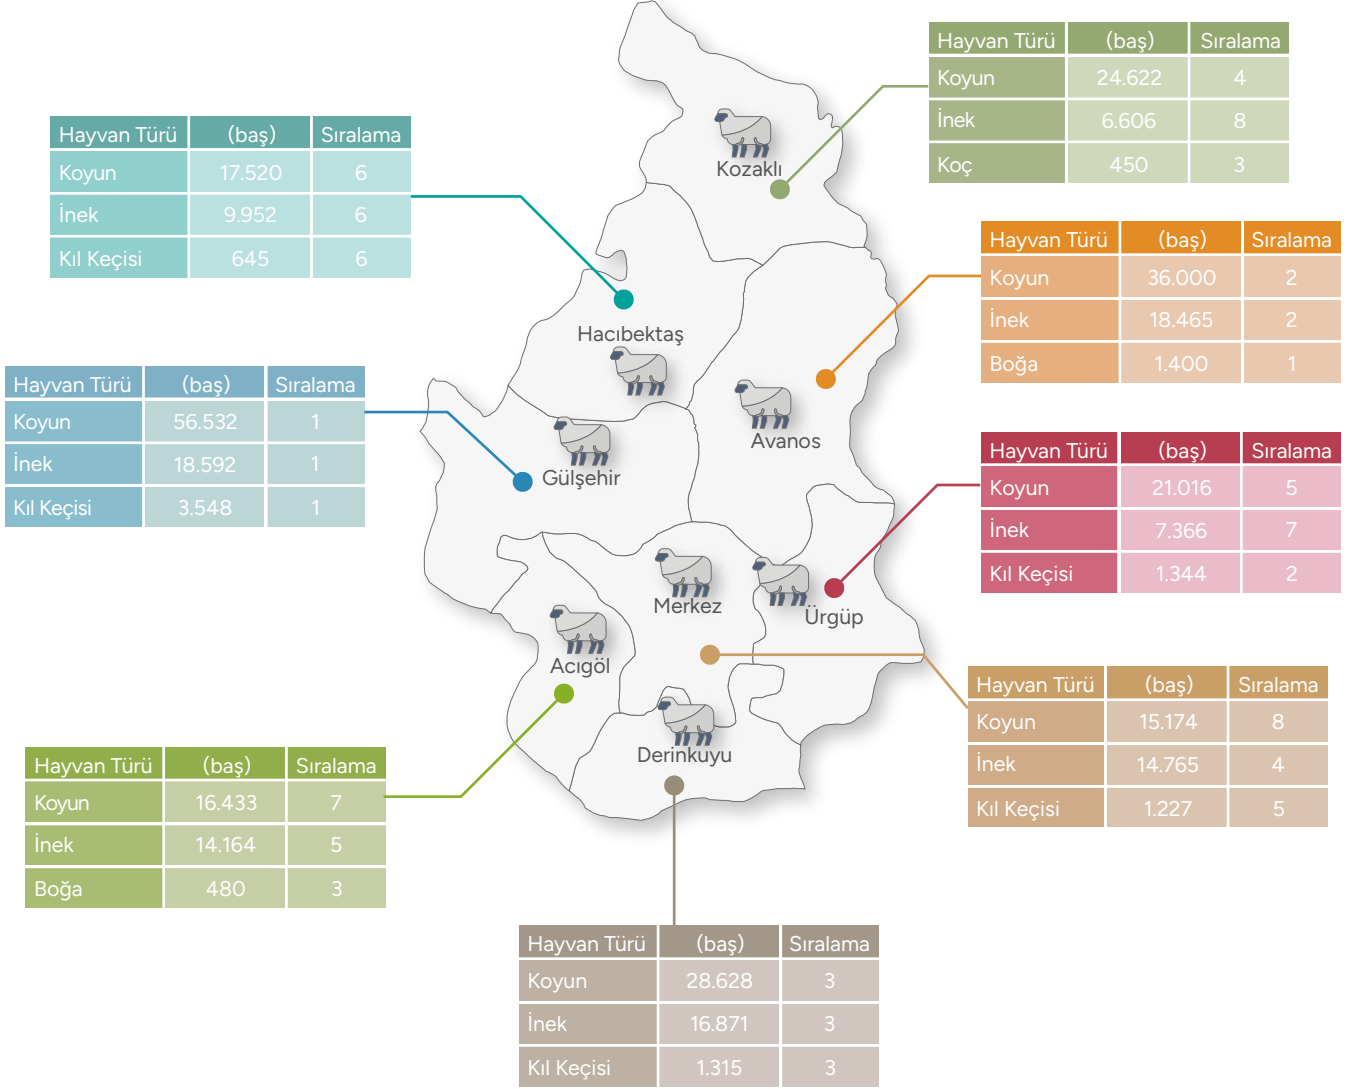 Hayvan Türü (baş) Sıralama
Koyun 24.622 4
İnek 6.606 8
Koç 450 3
Hayvan Türü (baş) Sıralama
Koyun 17.520 6
İnek 9.952 6
Kıl Keçisi 645 6
Kozaklı
Hayvan Türü (baş) Sıralama
Koyun 36.000 2
İnek 18.465 2
Boğa 1.400 1
Hacıbektaş
Hayvan Türü (baş) Sıralama
Koyun 56.532 1
İnek 18.592 1
Kıl Keçisi 3.548 1
Avanos
Gülşehir
Hayvan Türü (baş) Sıralama
Koyun 21.016 5
İnek 7.366 7
Kıl Keçisi 1.344 2
Merkez
Ürgüp
Acıgöl
Hayvan Türü (baş) Sıralama
Koyun 15.174 8
İnek 14.765 4
Kıl Keçisi 1.227 5
Derinkuyu
Hayvan Türü (baş) Sıralama
Koyun 16.433 7
İnek 14.164 5
Boğa 480 3
Hayvan Türü (baş) Sıralama
Koyun 28.628 3
İnek 16.871 3
Kıl Keçisi 1.315 3